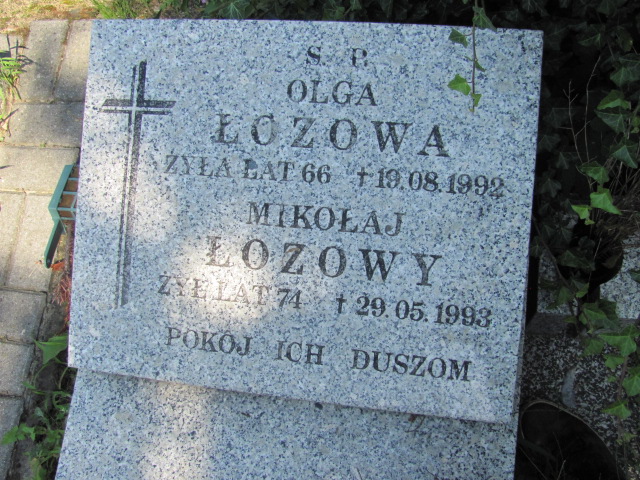 Ś. P.
OLGA
ŁOZOWA
ŻYŁA LAT 66 †19.08.1992
MIKOŁAJ
ŁOZOWY
ŻYŁ LAT 74 † 29.05.1993
POKÓJ ICH DUSZOM